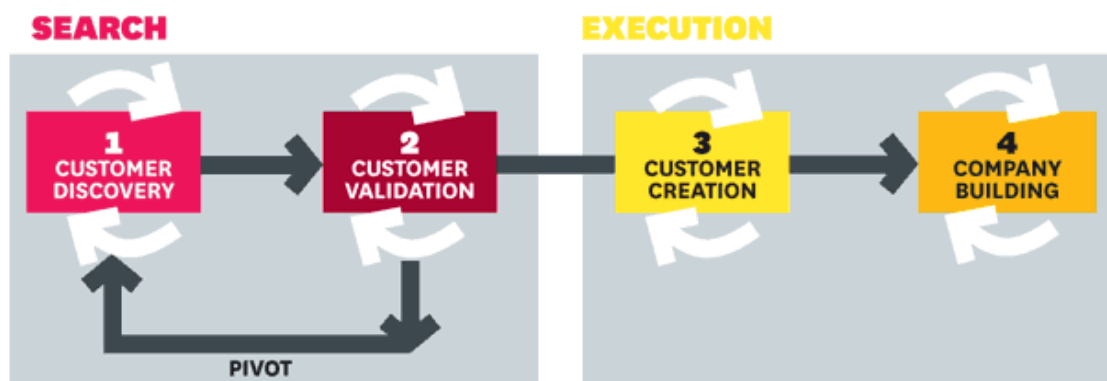 SEARCH
EXECUTION
1
CUSTOMER
DISCOVERY
2
CUSTOMER
VALIDATION
3
CUSTOMER
CREATION
4
COMPANY
BUILDING
PIVOT